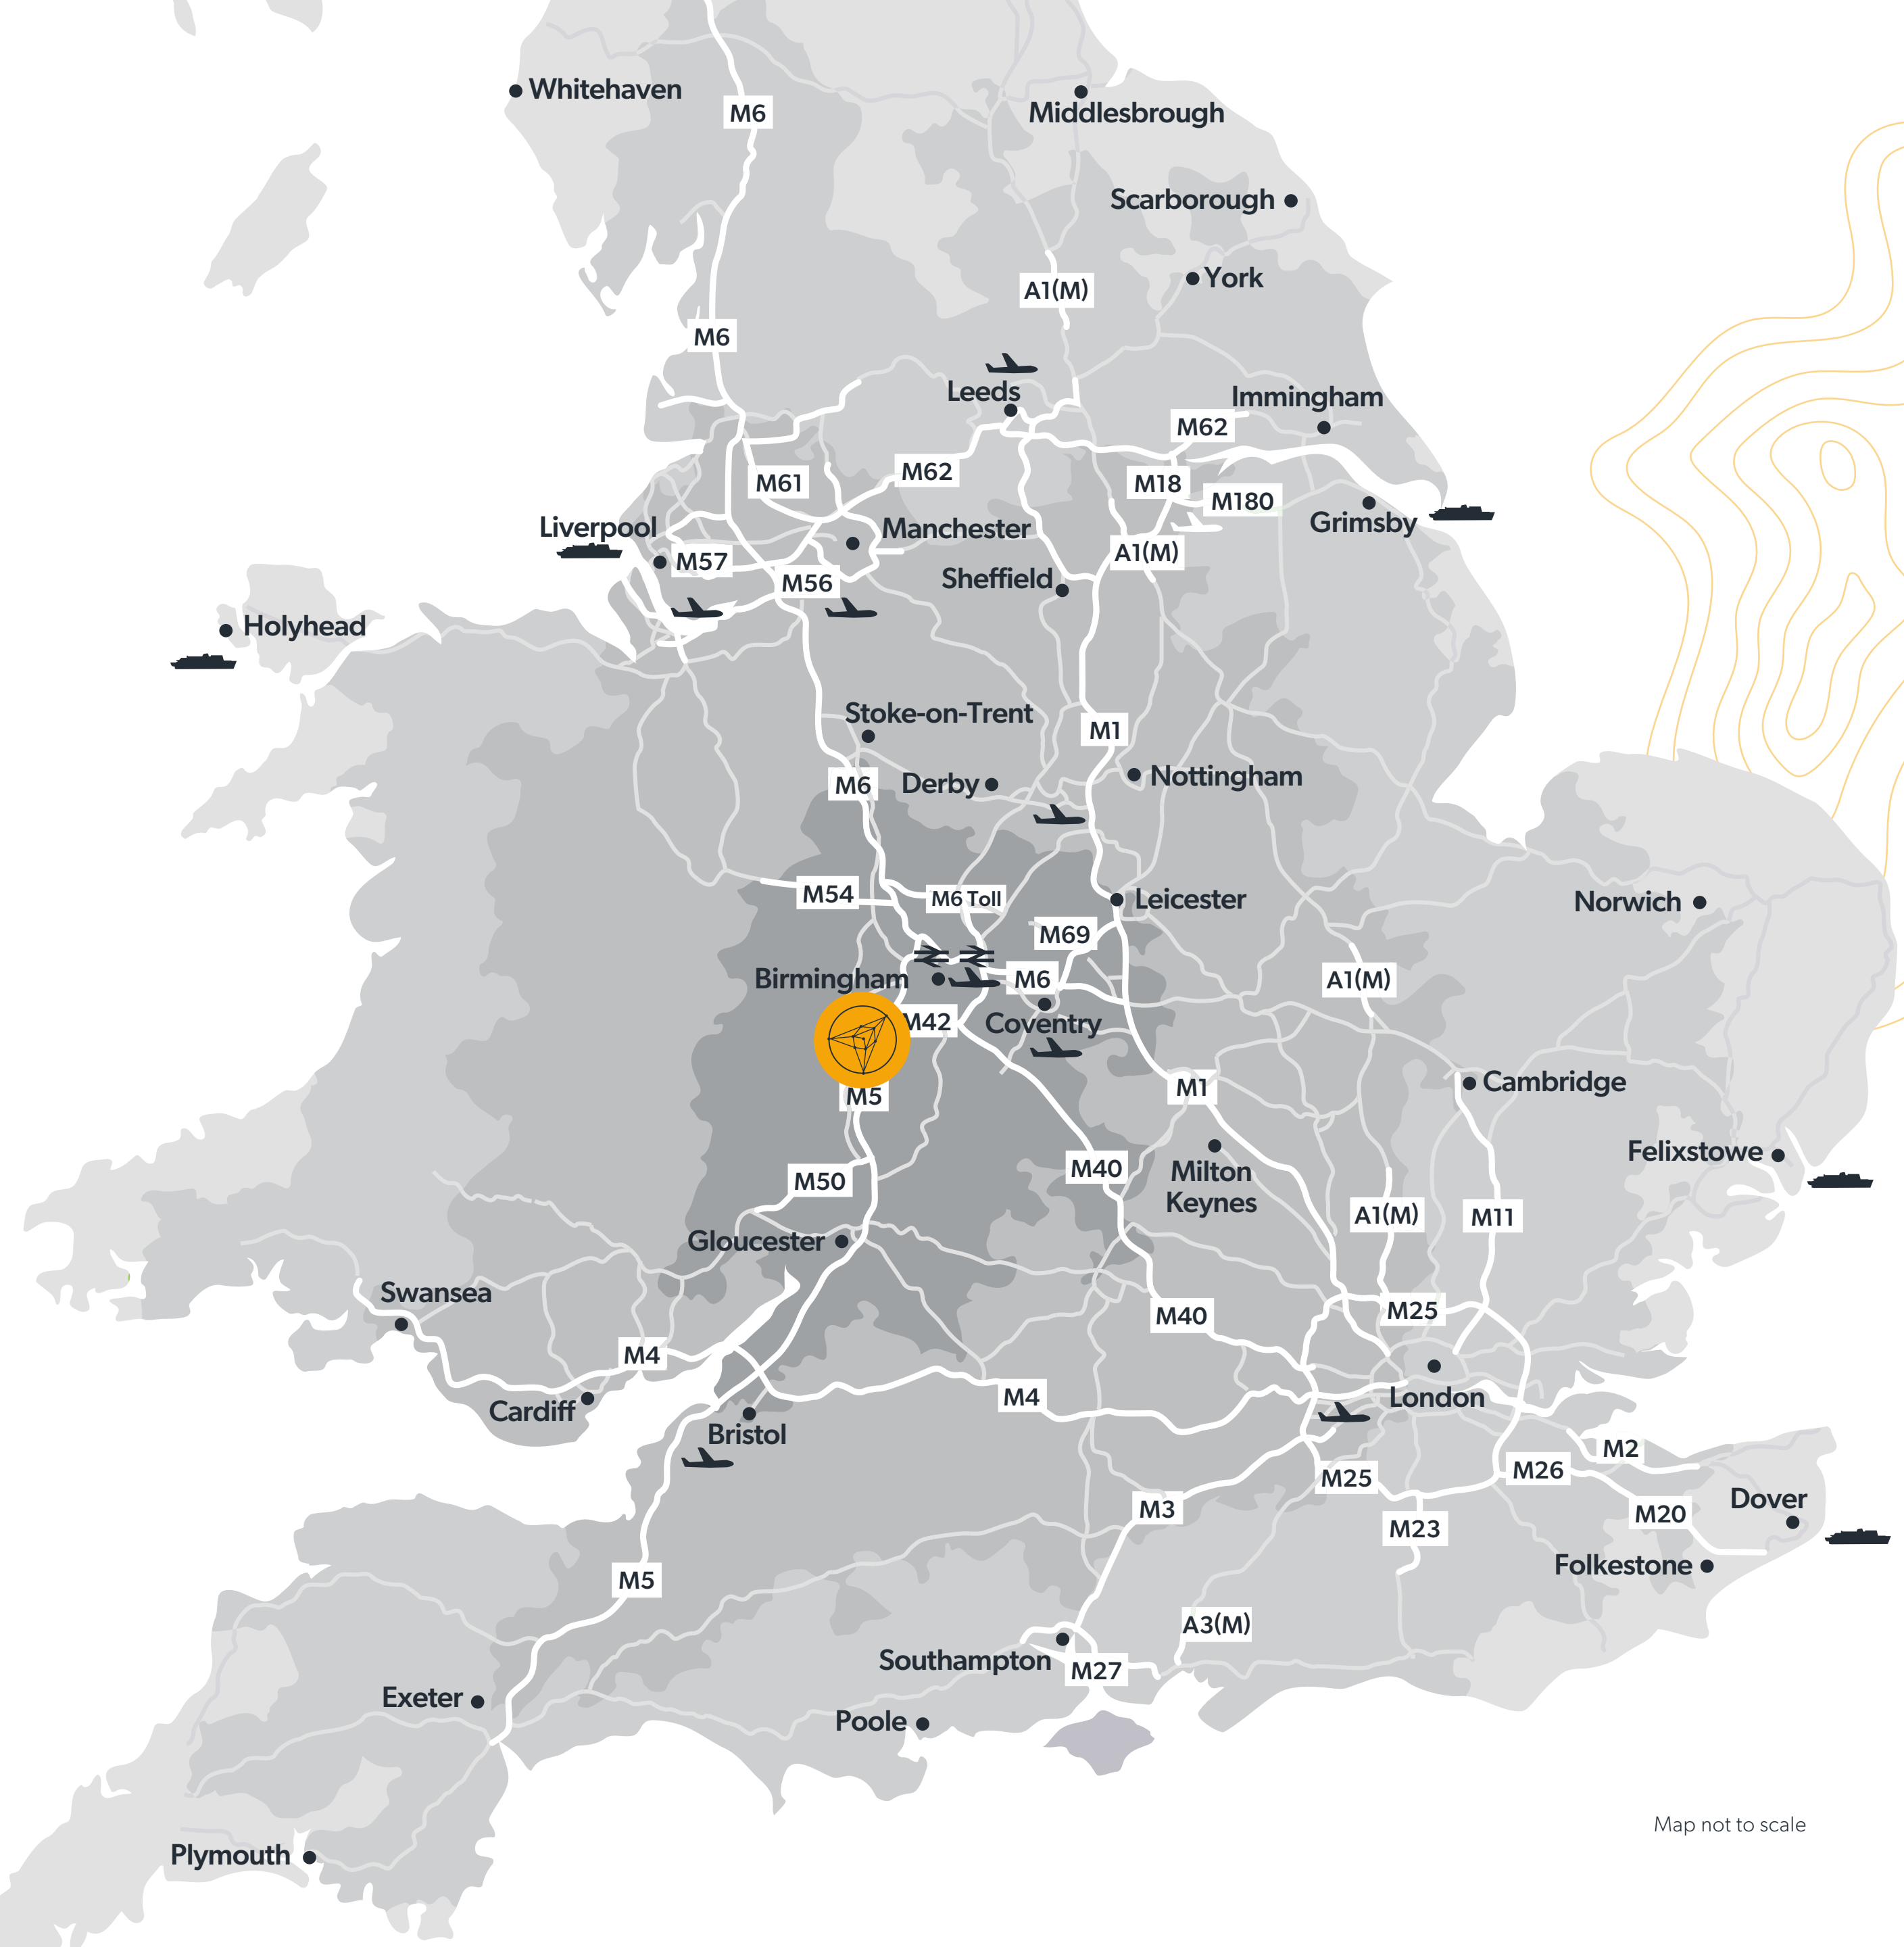 Whitehaven
M6
Middlesbrough
Scarborough
York
A1(M)
M6
Leeds
Immingham
M62
M62
M61
M18
M180
Liverpool
Manchester
Grimsby
M57
A1(M)
M56
Sheffield
Holyhead
Stoke-on-Trent
M1
M6
Derby
Nottingham
M54
M6 Toll
Leicester
Norwich
M69
Birmingham
M6
A1(M)
M42
Coventry
M5
M1
Cambridge
Milton
Keynes
Felixstowe
M40
M50
A1(M)
M11
Gloucester
Swansea
M40
M25
M4
M4
London
Cardiff
Bristol
M2
M26
M25
Dover
M3
M20
M23
Folkestone
M5
A3(M)
Southampton
M27
Exeter
Poole
Map not to scale
Plymouth